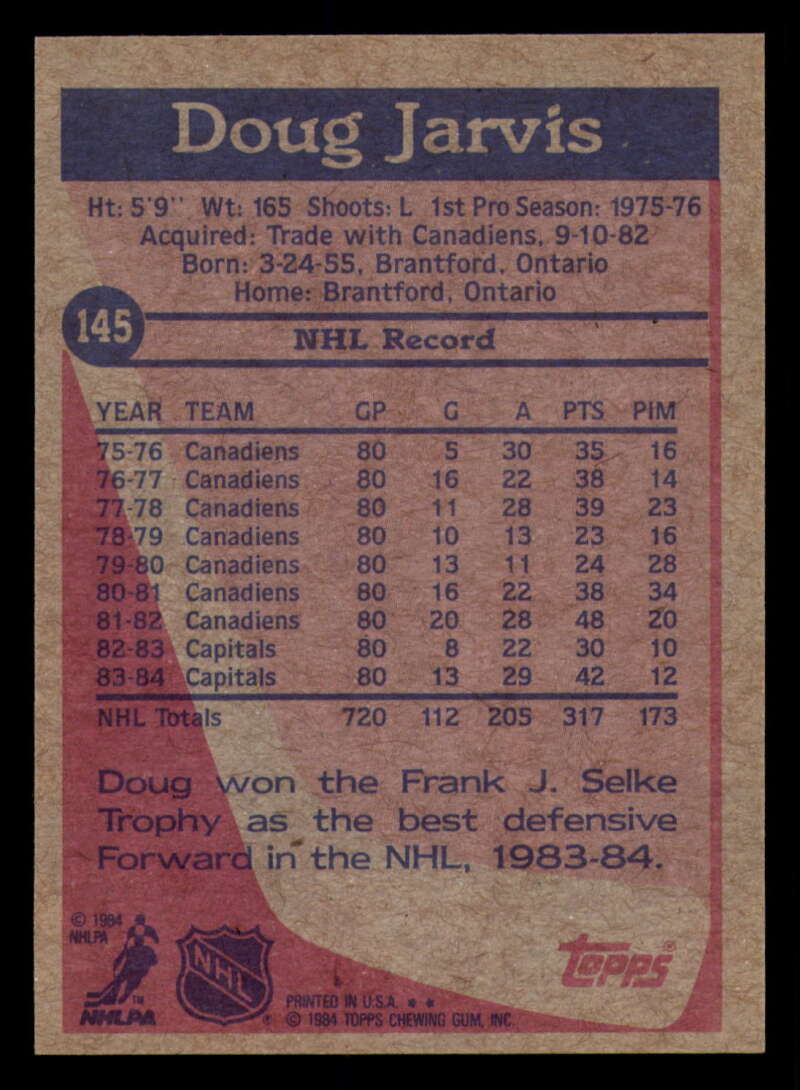 Doug Jarvis
Ht: 5'9" Wt: 165 Shoots: L 1st Pro Season: 1975-76
Acquired: Trade with Canadiens, 9-10-82
Born: 3-24-55, Brantford, Ontario
Home: Brantford, Ontario
145
NHL Record
YEAR TEAM GP G A PTS PIM
75-76 Canadiens 80 5 30 35 16
76-77 Canadiens 80 16 22 38 14
77-78 Canadiens 80 11 28 39 23
78-79 Canadiens 80 10 13 23 16
79-80 Canadiens 80 13 11 24 28
80-81 Canadiens 80 16 22 38 34
81-82 Canadiens 80 20 28 48 20
82-83 Capitals 80 8 22 30 10
83-84 Capitals 80 13 29 42 12
NHL Totals 720 112 205 317 173
Doug won the Frank J. Selke
Trophy as the best defensive
Forward in the NHL, 1983-84.
© 1984
NHLPA
TM
NHLPA
NHL
®
PRINTED IN U.S.A. * *
© 1984 TOPPS CHEWING GUM, INC.
topps®